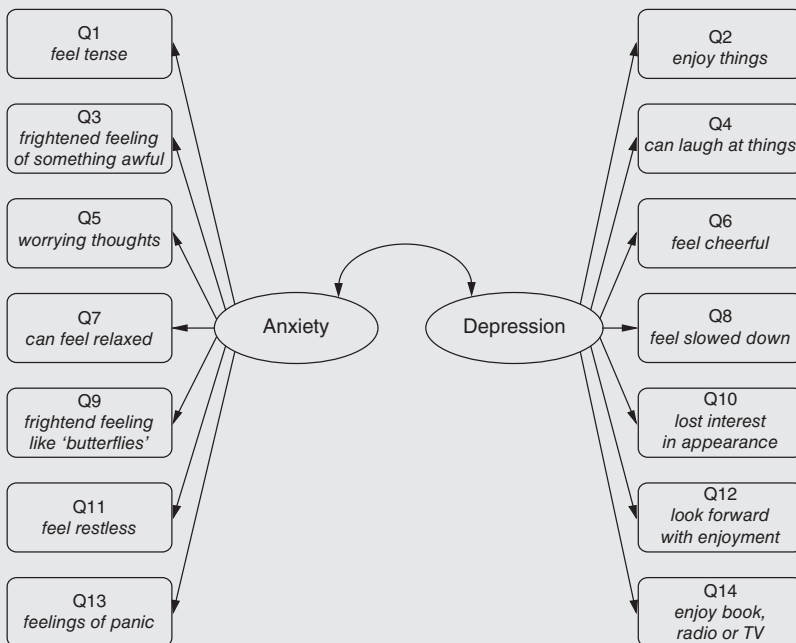 Q1
feel tense
Q3
frightened feeling
of something awful
Q5
worrying thoughts
Q7
can feel relaxed
Q9
frightend feeling
like ‘butterflies’
Q11
feel restless
Q13
feelings of panic
Anxiety
Depression
Q2
enjoy things
Q4
can laugh at things
Q6
feel cheerful
Q8
feel slowed down
Q10
lost interest
in appearance
Q12
look forward
with enjoyment
Q14
enjoy book,
radio or TV